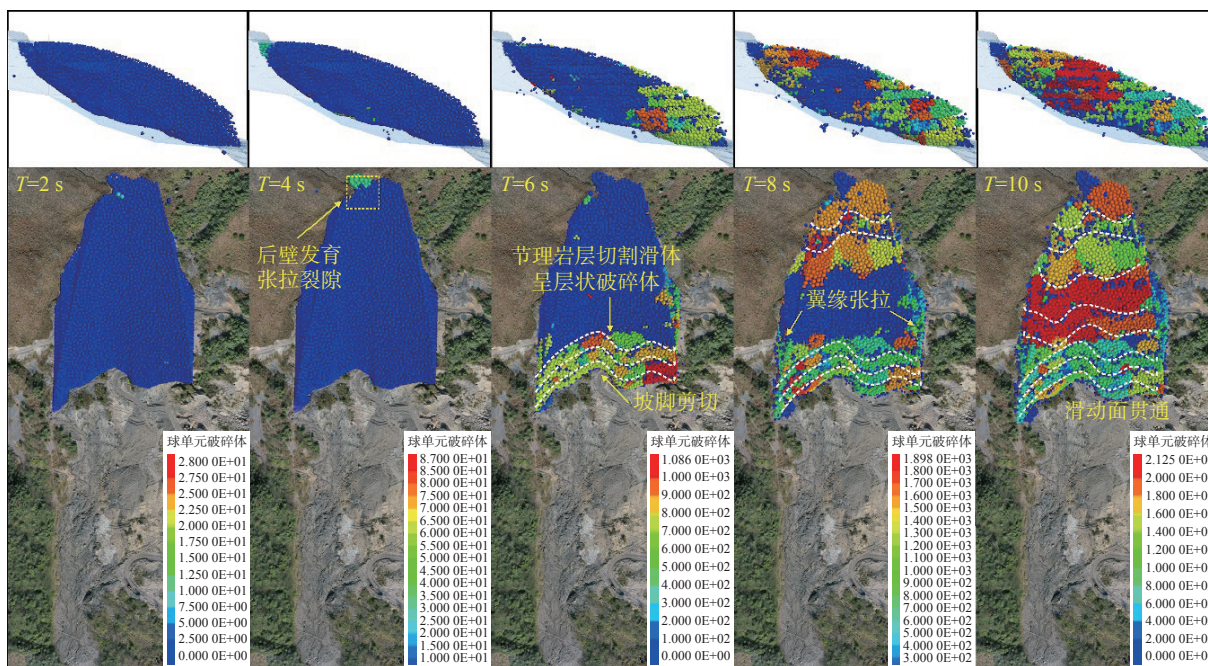 T=2 s
T=4 s
后壁发育
张拉裂隙
T=6 s
节理岩层切割滑体
呈层状破碎体
坡脚剪切
T=8 s
翼缘张拉
T=10 s
滑动面贯通
球单元破碎体
2.800 0E+01
2.750 0E+01
2.500 0E+01
2.250 0E+01
2.000 0E+01
1.750 0E+01
1.500 0E+01
1.250 0E+01
1.000 0E+01
7.500 0E+00
5.000 0E+00
2.500 0E+00
0.000 0E+00
球单元破碎体
8.700 0E+01
8.500 0E+01
8.000 0E+01
7.500 0E+01
7.000 0E+01
6.500 0E+01
6.000 0E+01
5.500 0E+01
5.000 0E+01
4.500 0E+01
4.000 0E+01
3.500 0E+01
3.000 0E+01
2.500 0E+01
2.000 0E+01
1.500 0E+01
1.000 0E+01
球单元破碎体
1.086 0E+03
1.000 0E+03
9.000 0E+02
8.000 0E+02
7.000 0E+02
6.000 0E+02
5.000 0E+02
4.000 0E+02
3.000 0E+02
2.000 0E+02
1.000 0E+02
0.000 0E+00
球单元破碎体
1.898 0E+03
1.800 0E+03
1.700 0E+03
1.600 0E+03
1.500 0E+03
1.400 0E+03
1.300 0E+03
1.200 0E+03
1.100 0E+03
1.000 0E+03
9.000 0E+02
8.000 0E+02
7.000 0E+02
6.000 0E+02
5.000 0E+02
4.000 0E+02
3.000 0E+02
球单元破碎体
2.125 0E+0
2.000 0E+0
1.800 0E+0
1.600 0E+0
1.400 0E+0
1.200 0E+0
1.000 0E+0
8.000 0E+0
6.000 0E+0
4.000 0E+0
2.000 0E+0
0.000 0E+0